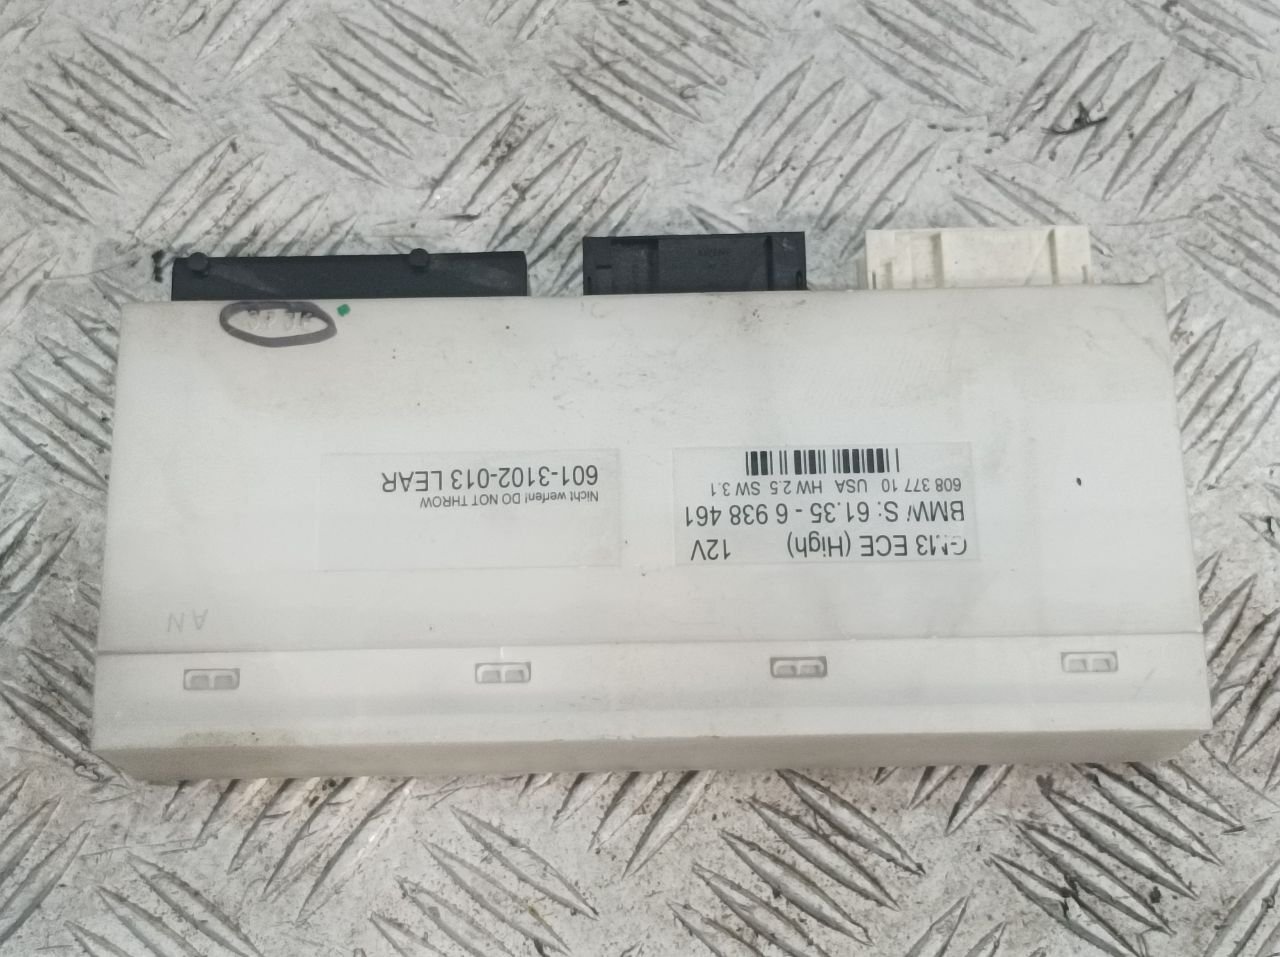 GM3 ECE (High) 12V
BMW S: 61.35 - 6 938 461
608 377 10 USA HW 2.5 SW 3.1
Nicht werfen! DO NOT THROW
601-3102-013 LEAR
AN